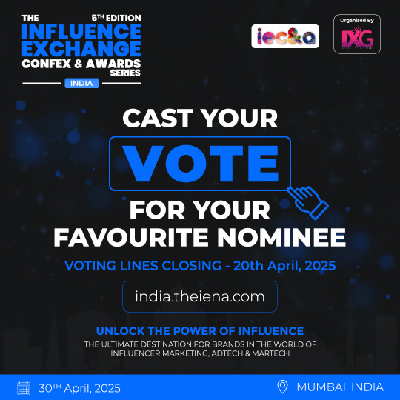 THE 5TH EDITION
INFLUENCE
EXCHANGE
CONFEX & AWARDS
SERIES
INDIA
iec&a
Organised By
IXG
CAST YOUR
VOTE
FOR YOUR
FAVOURITE NOMINEE
VOTING LINES CLOSING - 20th April, 2025
india.theiena.com
UNLOCK THE POWER OF INFLUENCE
THE ULTIMATE DESTINATION FOR BRANDS IN THE WORLD OF
INFLUENCER MARKETING, ADTECH & MARTECH
30TH April, 2025
MUMBAI, INDIA